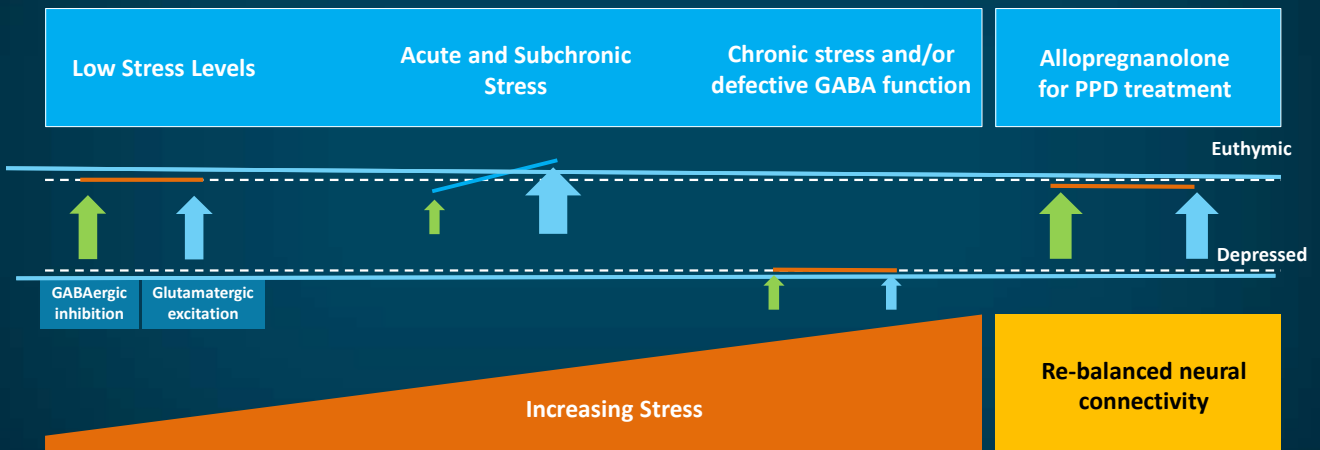 Low Stress Levels
Acute and Subchronic
Stress
Chronic stress and/or
defective GABA function
Allopregnanolone
for PPD treatment
Euthymic
Depressed
GABAergic
inhibition
Glutamatergic
excitation
Increasing Stress
Re-balanced neural
connectivity